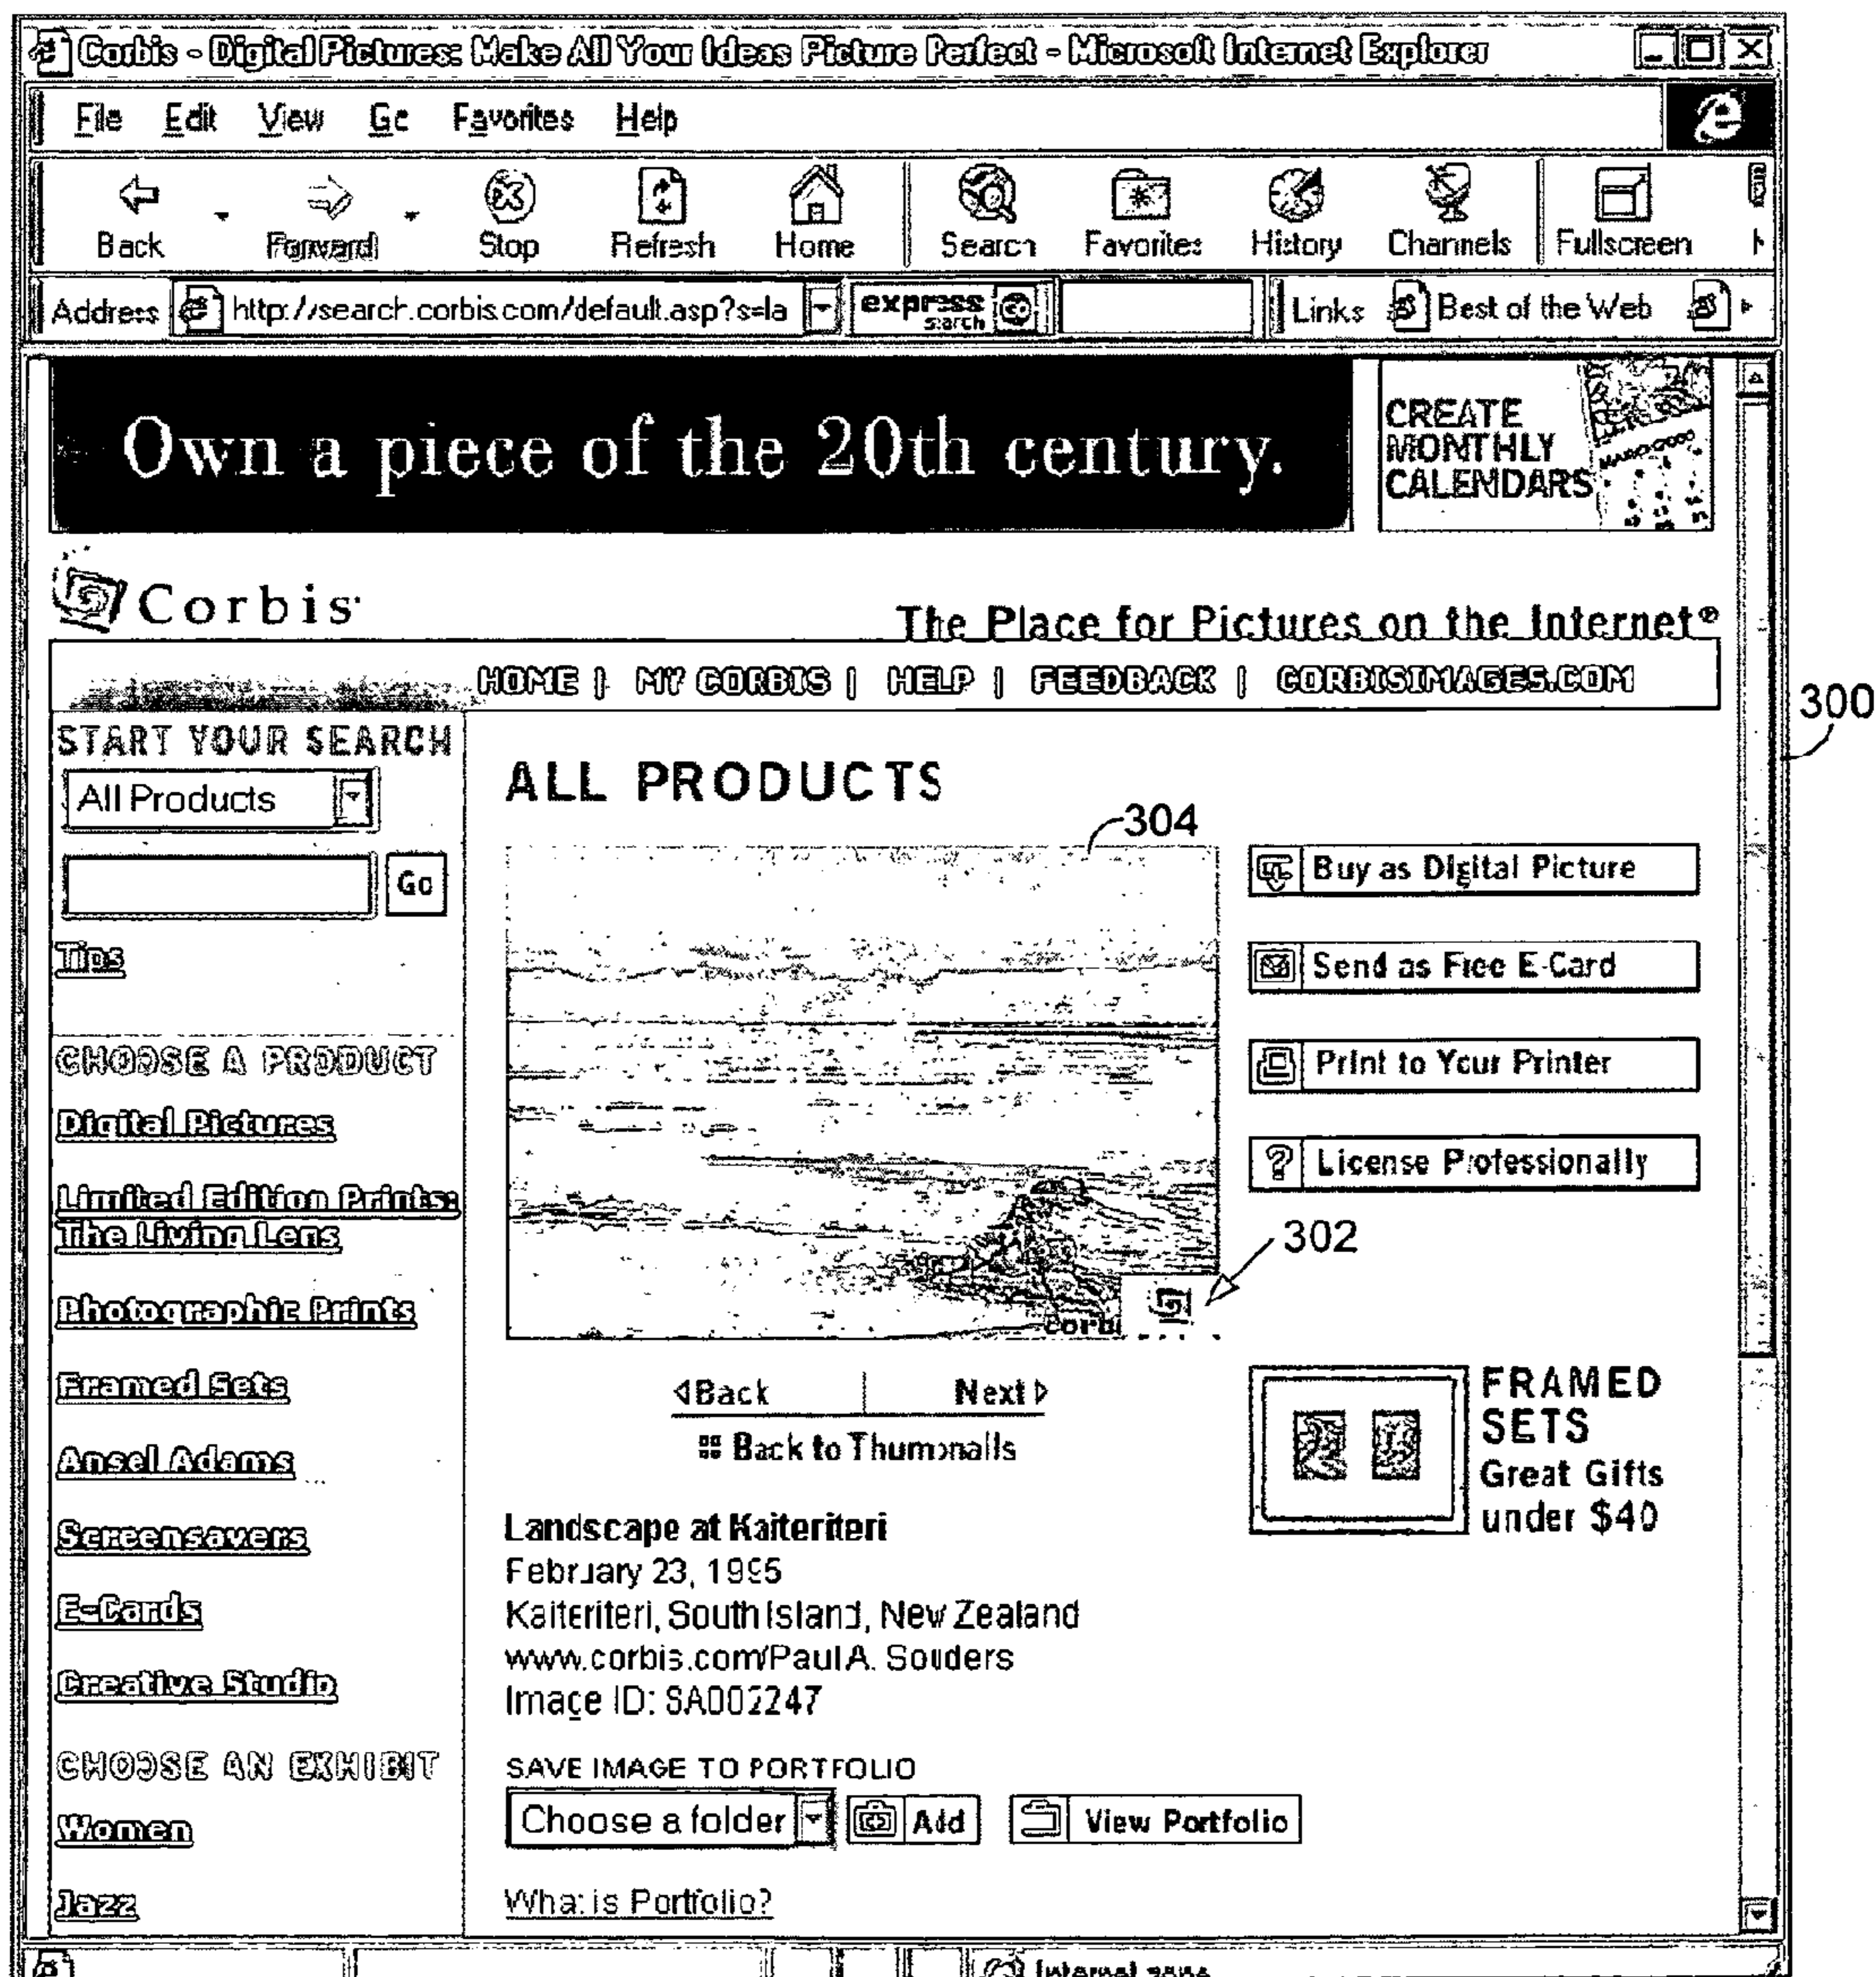 Corbis - Digital Pictures: Make All Your Ideas Picture Perfect - Microsoft Internet Explorer
File Edit View Go Favorites Help
Back Forward Stop Refresh Home Search Favorites History Channels Fullscreen
Address http://search.corbis.com/default.asp?s=la express search Links Best of the Web
Own a piece of the 20th century.
CREATE
MONTHLY
CALENDARS
MARCH 2000
Corbis
The Place for Pictures on the Internet®
HOME | MY CORBIS | HELP | FEEDBACK | CORBISIMAGES.COM
300
START YOUR SEARCH
All Products
Go
Tips
CHOOSE A PRODUCT
Digital Pictures
Limited Edition Prints:
The Living Lens
Photographic Prints
Framed Sets
Ansel Adams
Screensavers
E-Cards
Creative Studio
CHOOSE AN EXHIBIT
Women
Jazz
ALL PRODUCTS
304
Buy as Digital Picture
Send as Free E-Card
Print to Your Printer
License Professionally
302
corbi
Back Next
Back to Thumbnails
FRAMED
SETS
Great Gifts
under $40
Landscape at Kaiteriteri
February 23, 1995
Kaiteriteri, South Island, New Zealand
www.corbis.com/Paul A. Souders
Image ID: SA002247
SAVE IMAGE TO PORTFOLIO
Choose a folder Add View Portfolio
What is Portfolio?
Internet zone